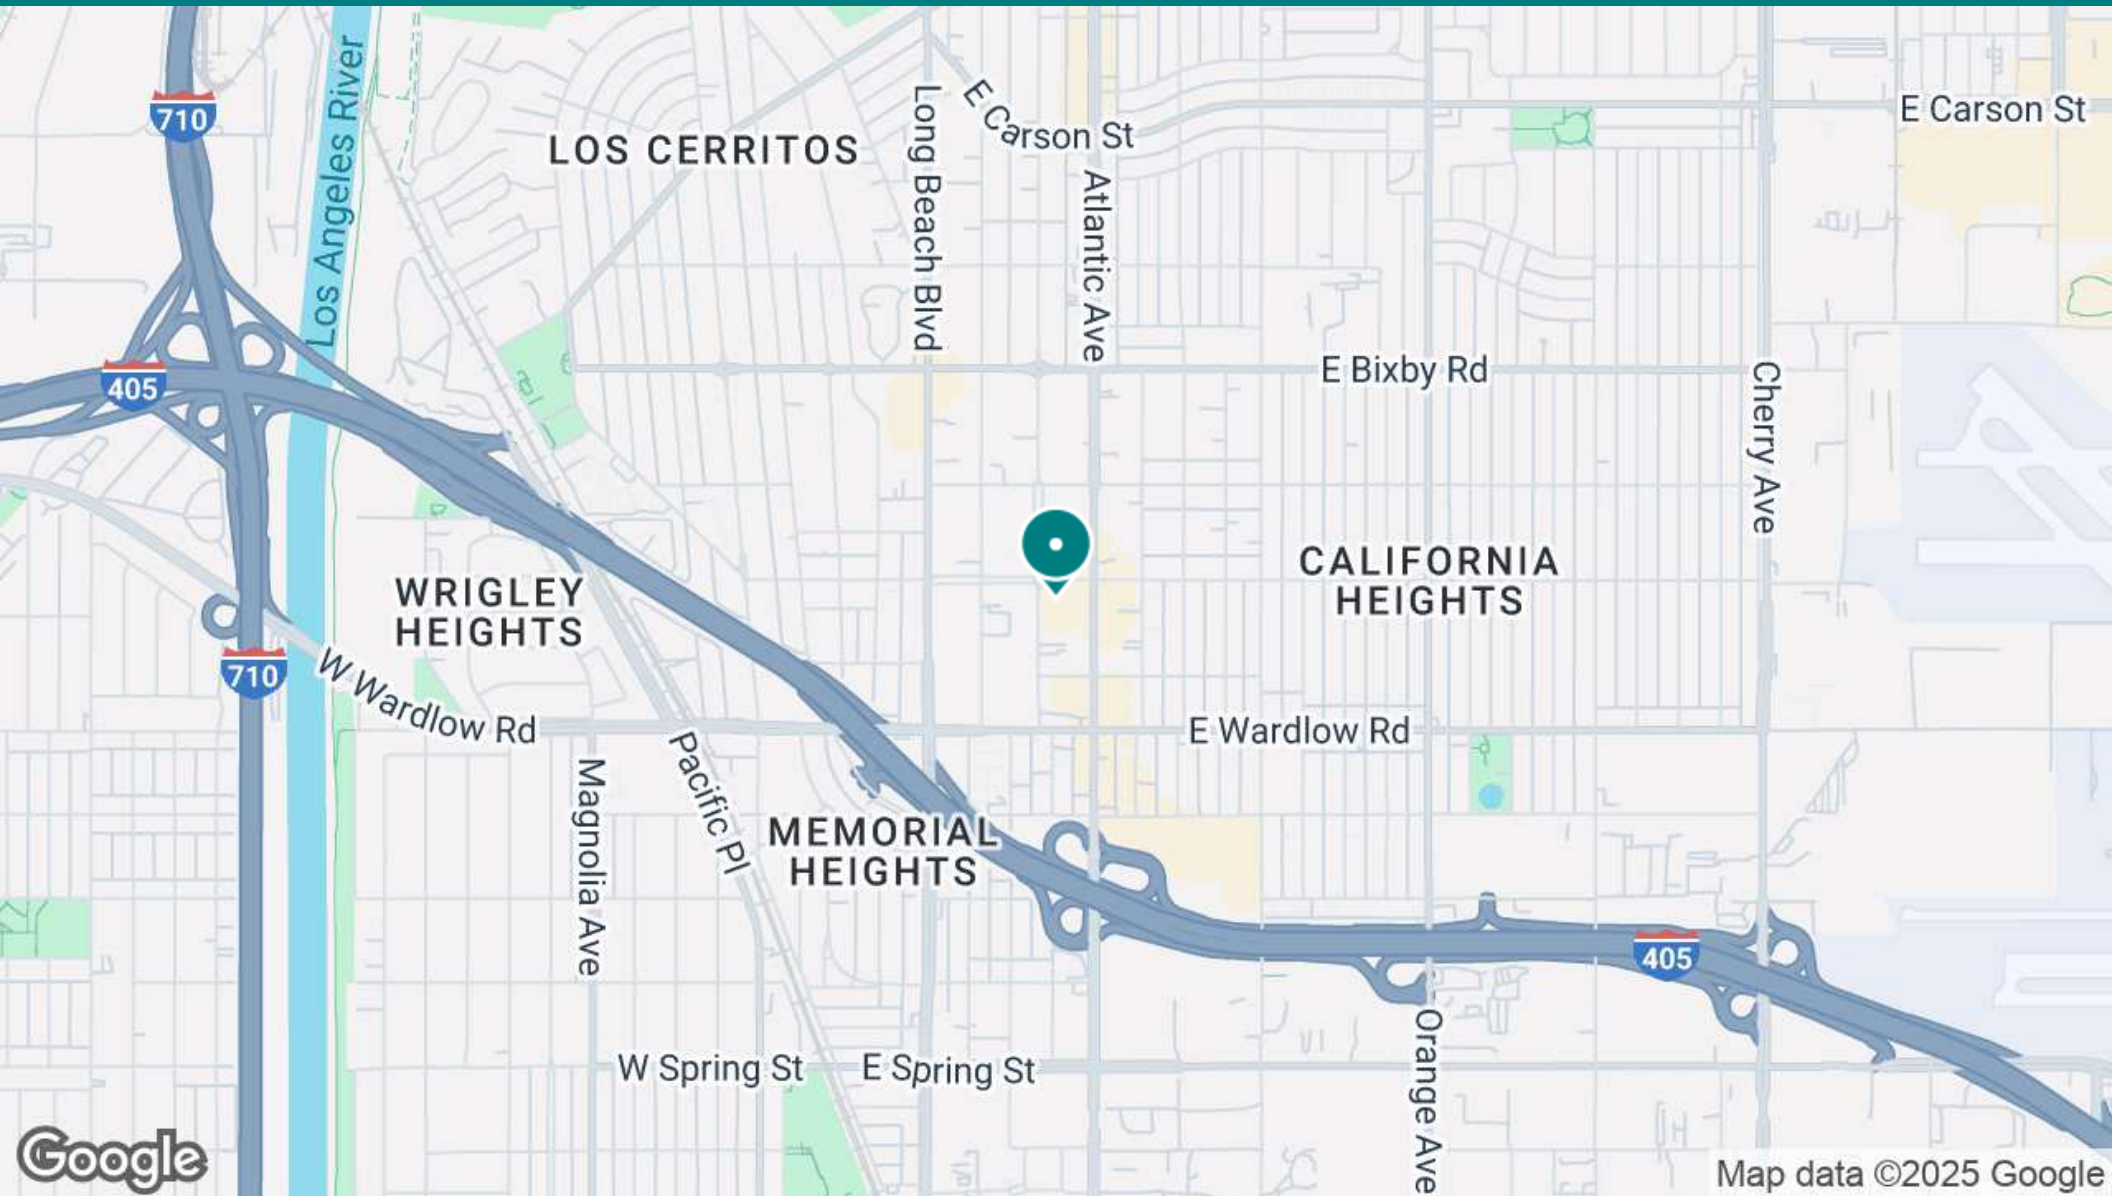 710
Los Angeles River
LOS CERRITOS
Long Beach Blvd
E Carson St
Atlantic Ave
E Carson St
405
E Bixby Rd
Cherry Ave
WRIGLEY
HEIGHTS
CALIFORNIA
HEIGHTS
710
W Wardlow Rd
E Wardlow Rd
Magnolia Ave
Pacific Pl
MEMORIAL
HEIGHTS
405
W Spring St
E Spring St
Orange Ave
Google
Map data ©2025 Google